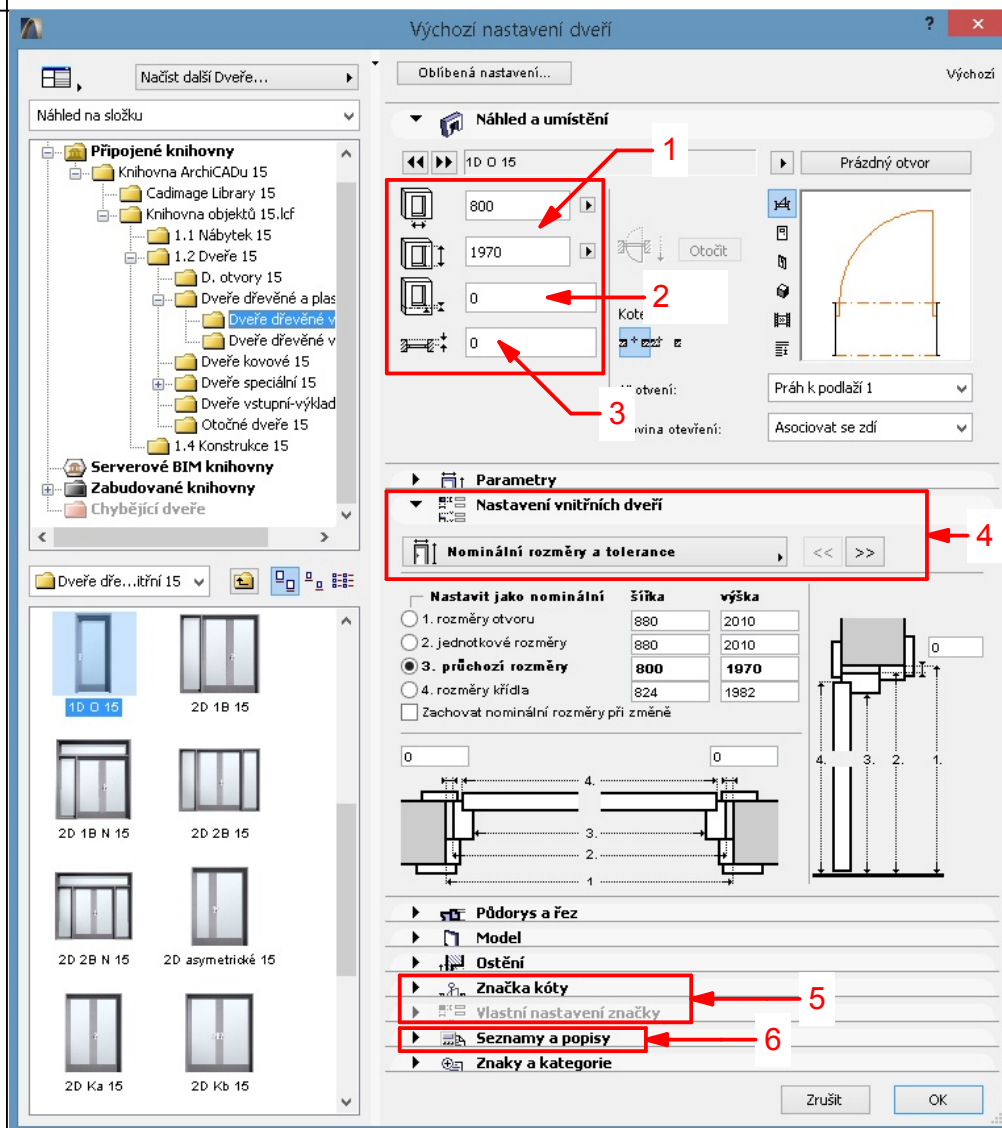 Výchozí nastavení dveří
?
×
Načíst další Dveře...
Náhled na složku
Připojené knihovny
Knihovna ArchiCADu 15
Cadimage Library 15
Knihovna objektů 15.lcf
1.1 Nábytek 15
1.2 Dveře 15
D. otvory 15
Dveře dřevěné a plas
Dveře dřevěné v
Dveře dřevěné v
Dveře kovové 15
Dveře speciální 15
Dveře vstupní-výklad
Otočné dveře 15
1.4 Konstrukce 15
Serverové BIM knihovny
Zabudované knihovny
Chybějící dveře
Dveře dře...itřní 15
1D O 15
2D 1B 15
2D 1B N 15
2D 2B 15
2D 2B N 15
2D asymetrické 15
2D Ka 15
2D Kb 15
Oblíbená nastavení...
Výchozí
Náhled a umístění
1
1D O 15
Prázdný otvor
800
1970
Otočit
0
2
Kote
0
3
otvení:
Práh k podlaží 1
ovina otevření:
Asociovat se zdí
Parametry
Nastavení vnitřních dveří
4
Nominální rozměry a tolerance
<<
>>
Nastavit jako nominální šířka výška
1. rozměry otvoru 880 2010
2. jednotkové rozměry 880 2010
3. průchozí rozměry 800 1970
4. rozměry křídla 824 1982
Zachovat nominální rozměry při změně
0
0
0
4.
3.
2.
1
4. 3. 2. 1.
Půdorys a řez
Model
Ostění
Značka kóty
5
Vlastní nastavení značky
Seznamy a popisy
6
Znaky a kategorie
Zrušit
OK